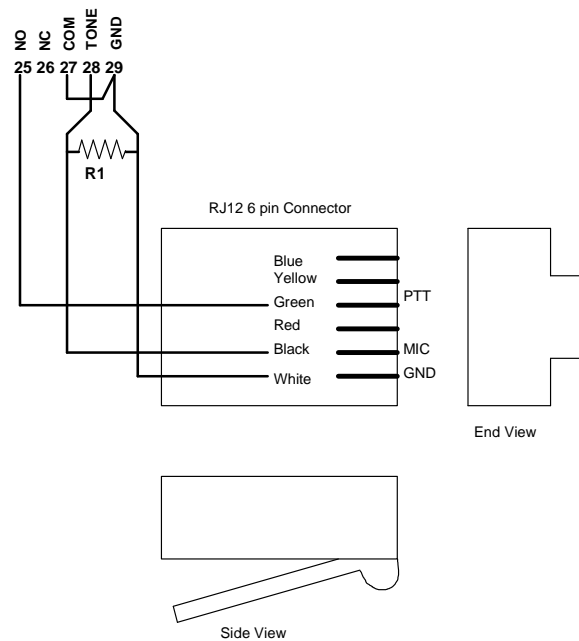 NO NC COM TONE GND
25 26 27 28 29
R1
RJ12 6 pin Connector
Blue
Yellow
Green PTT
Red
Black MIC
White GND
End View
Side View